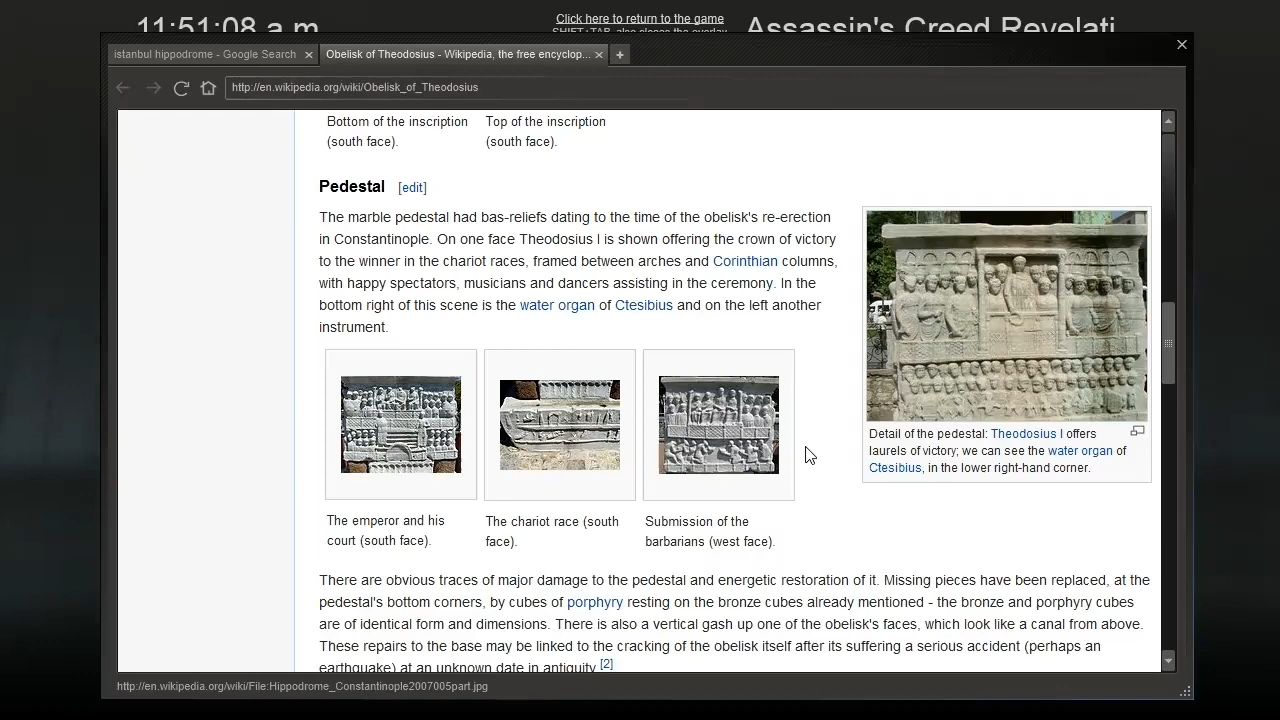 11:51:08 a.m
Click here to return to the game
Assassin's Creed Revelati
istanbul hippodrome - Google Search
Obelisk of Theodosius - Wikipedia, the free encyclop...
http://en.wikipedia.org/wiki/Obelisk_of_Theodosius
Bottom of the inscription
(south face).
Top of the inscription
(south face).
Pedestal [edit]
The marble pedestal had bas-reliefs dating to the time of the obelisk's re-erection
in Constantinople. On one face Theodosius I is shown offering the crown of victory
to the winner in the chariot races, framed between arches and Corinthian columns,
with happy spectators, musicians and dancers assisting in the ceremony. In the
bottom right of this scene is the water organ of Ctesibius and on the left another
instrument.
Detail of the pedestal: Theodosius I offers
laurels of victory; we can see the water organ of
Ctesibius, in the lower right-hand corner.
The emperor and his
court (south face).
The chariot race (south
face).
Submission of the
barbarians (west face).
There are obvious traces of major damage to the pedestal and energetic restoration of it. Missing pieces have been replaced, at the
pedestal's bottom corners, by cubes of porphyry resting on the bronze cubes already mentioned - the bronze and porphyry cubes
are of identical form and dimensions. There is also a vertical gash up one of the obelisk's faces, which look like a canal from above.
These repairs to the base may be linked to the cracking of the obelisk itself after its suffering a serious accident (perhaps an
earthquake) at an unknown date in antiquity.[2]
http://en.wikipedia.org/wiki/File:Hippodrome_Constantinople2007005part.jpg